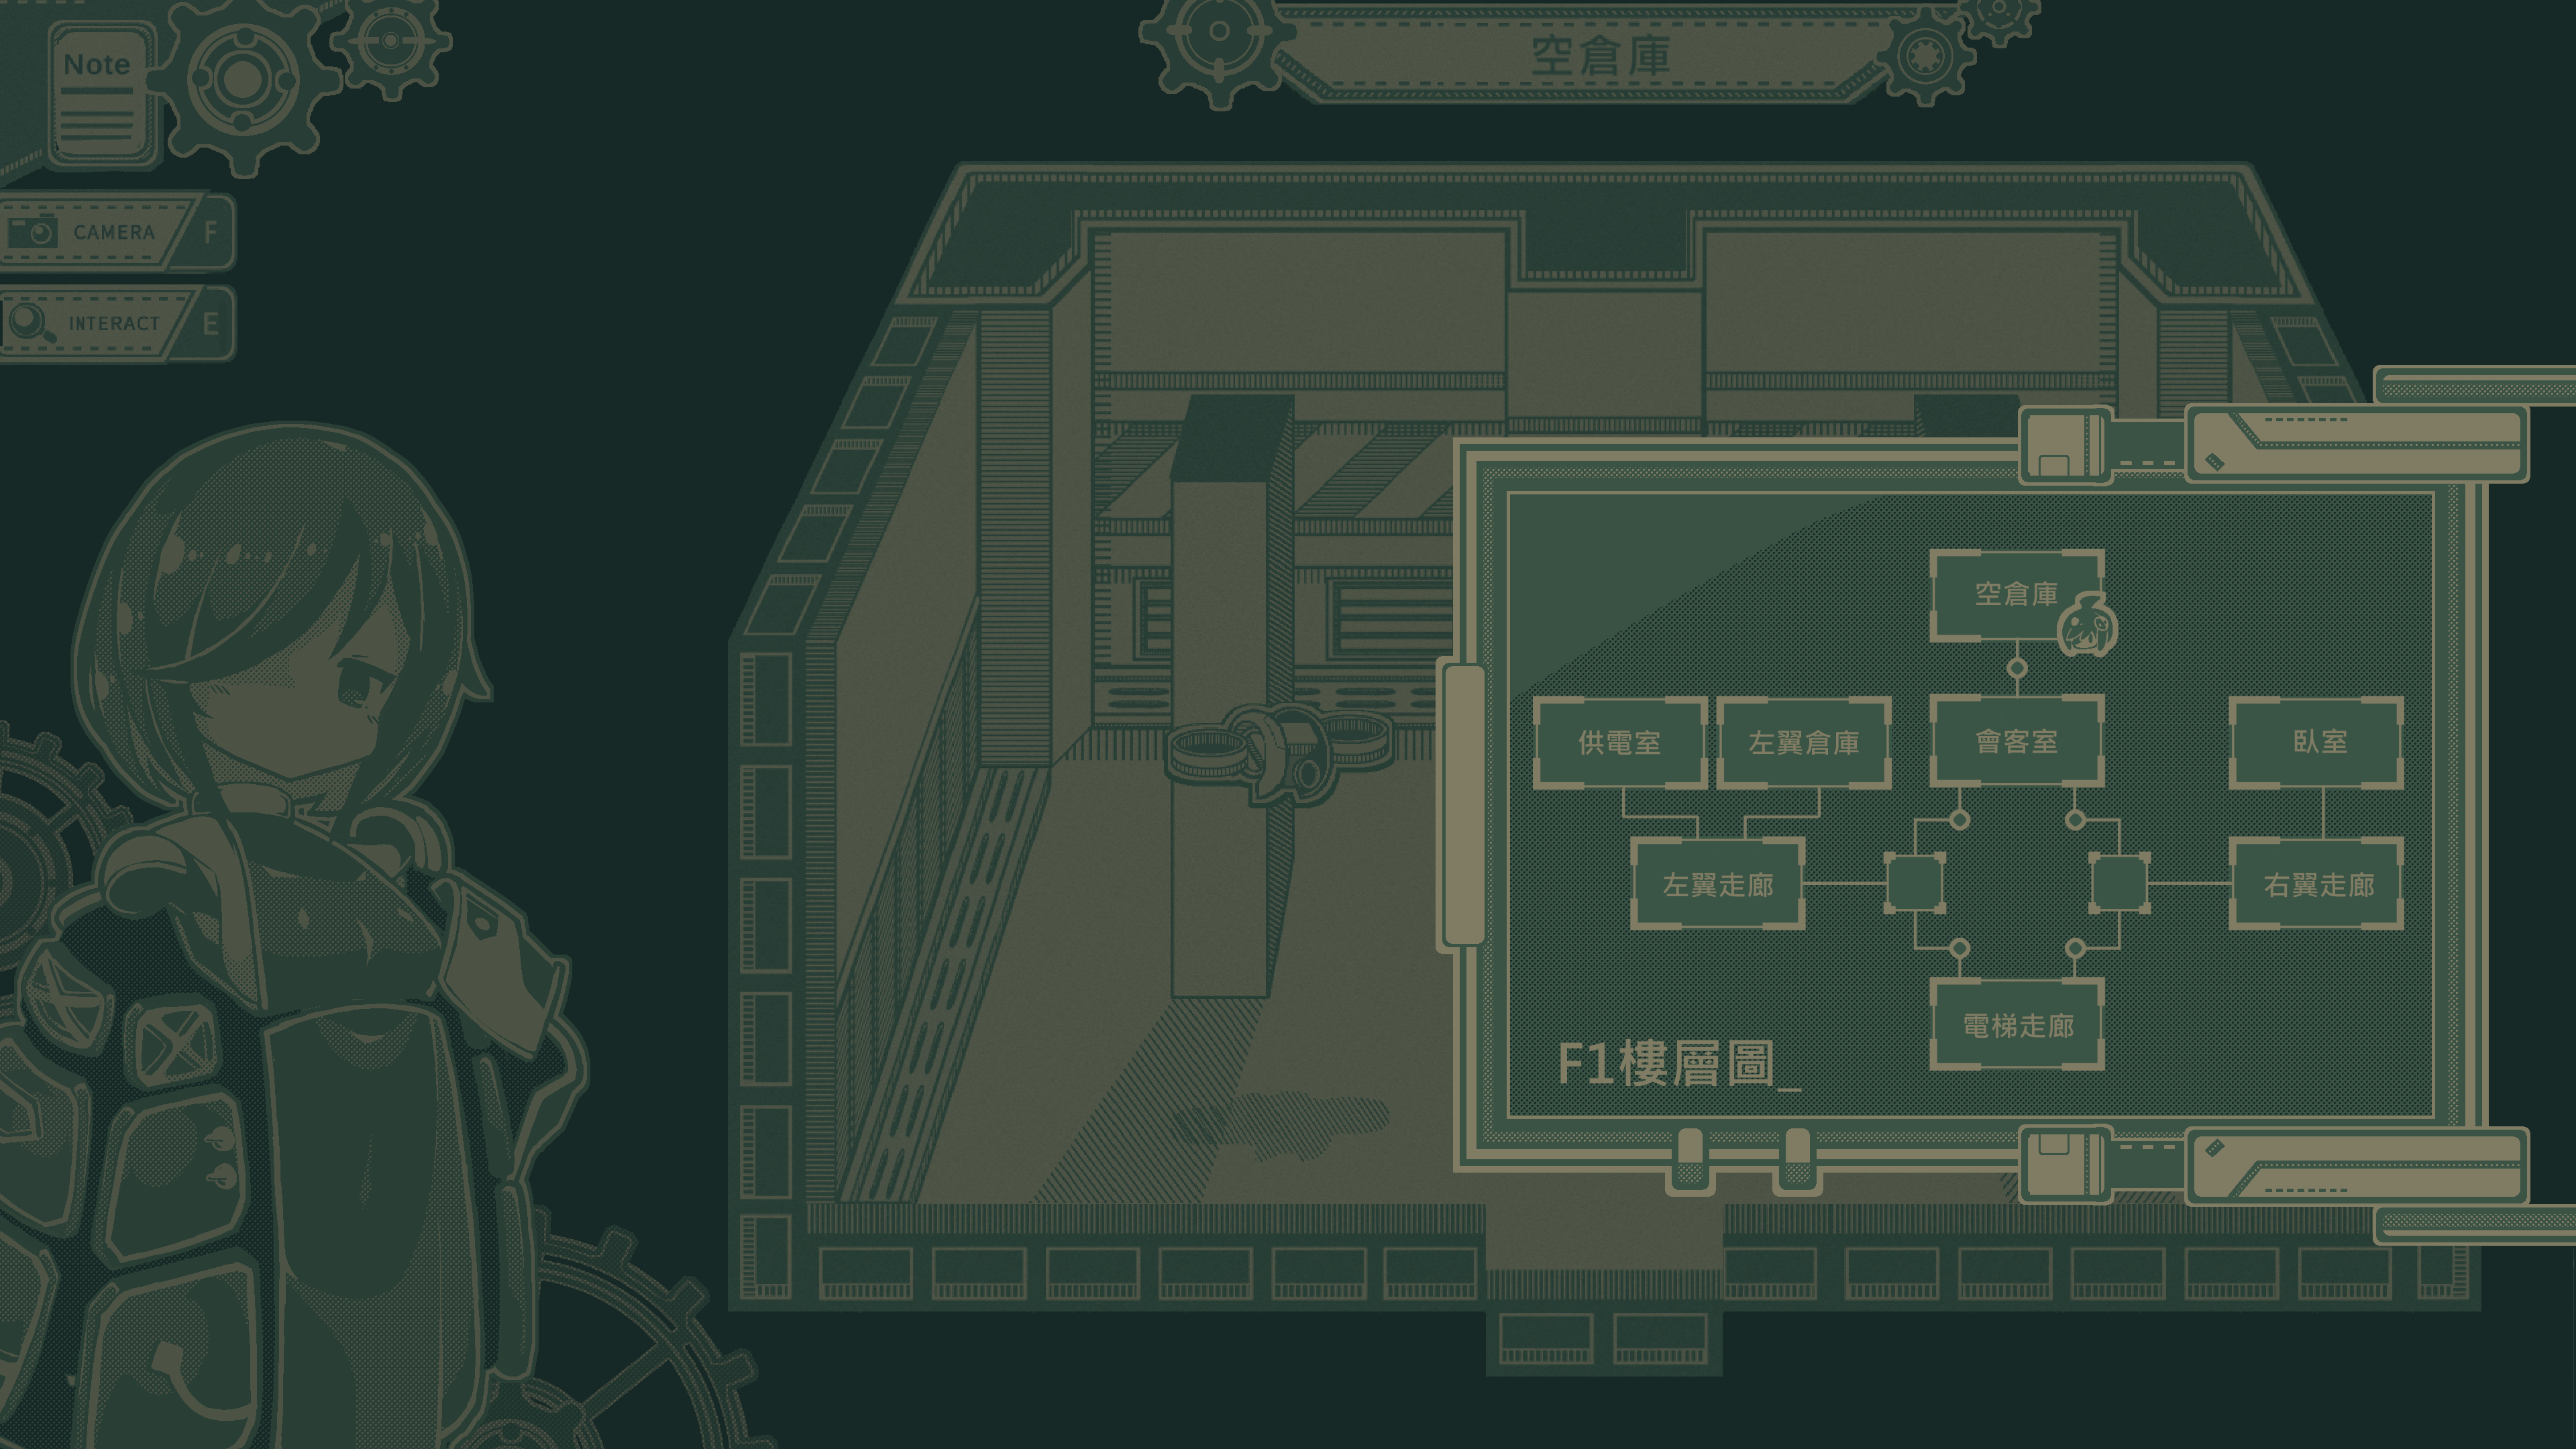 Note
空倉庫
CAMERA F
INTERACT E
空倉庫
供電室
左翼倉庫
會客室
臥室
左翼走廊
右翼走廊
電梯走廊
F1樓層圖_